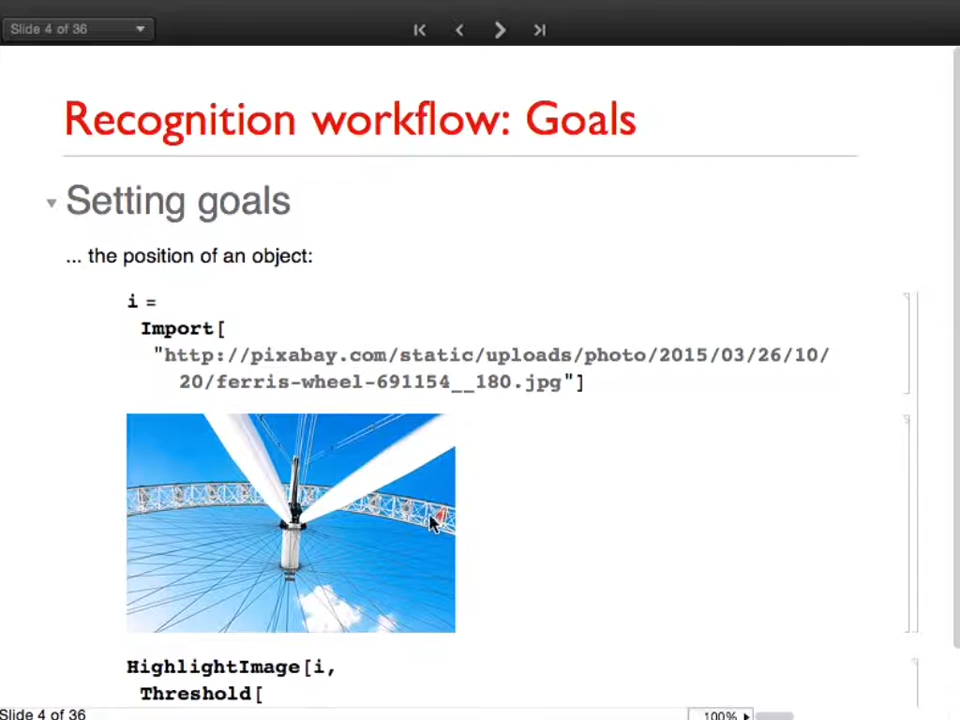 Slide 4 of 36
Recognition workflow: Goals
Setting goals
... the position of an object:
i =
Import[
"http://pixabay.com/static/uploads/photo/2015/03/26/10/
20/ferris-wheel-691154__180.jpg"]
HighlightImage[i,
Threshold[
Slide 4 of 36
100%